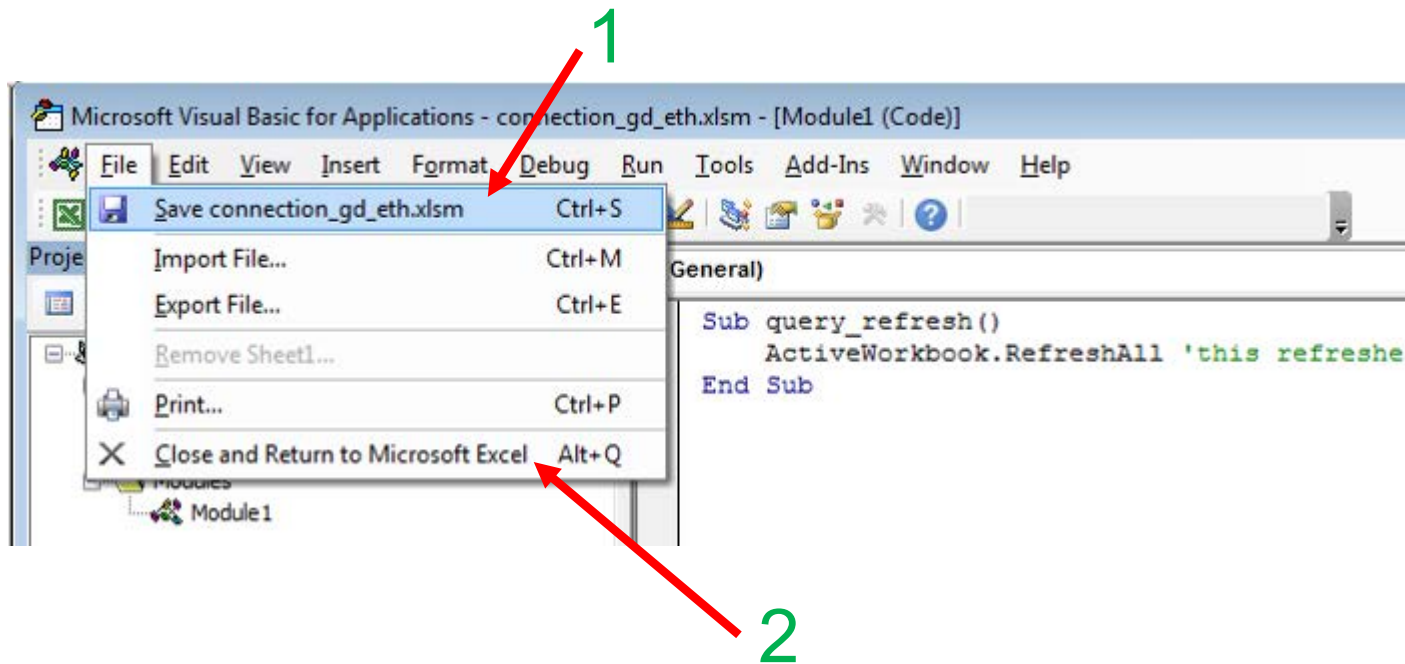 1
Microsoft Visual Basic for Applications - connection_gd_eth.xlsm - [Module1 (Code)]
File Edit View Insert Format Debug Run Tools Add-Ins Window Help
Save connection_gd_eth.xlsm Ctrl+S
Proje
Import File... Ctrl+M
General)
Export File... Ctrl+E
Sub query_refresh()
Remove Sheet1...
ActiveWorkbook.RefreshAll 'this refreshe
End Sub
Print... Ctrl+P
Close and Return to Microsoft Excel Alt+Q
Modules
Module1
2